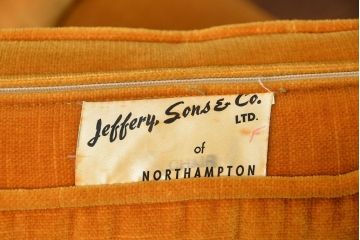 Jeffery, Sons & Co.
LTD.
of
NORTHAMPTON